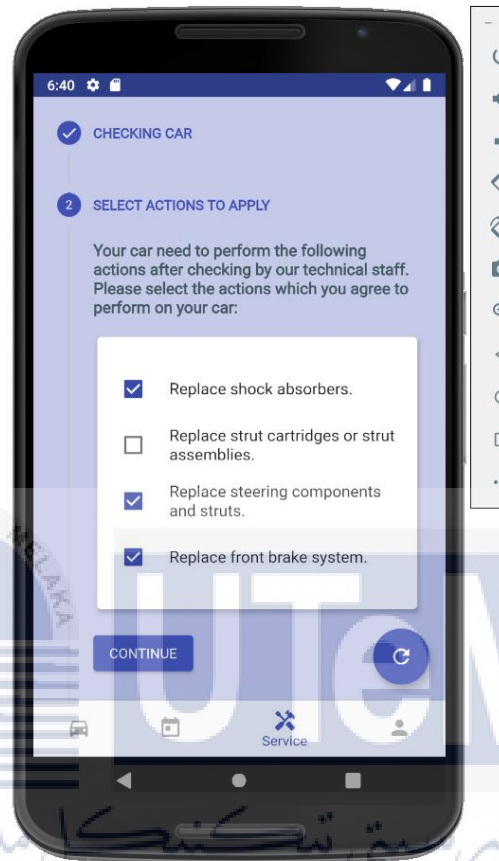 6:40
CHECKING CAR
2 SELECT ACTIONS TO APPLY
Your car need to perform the following
actions after checking by our technical staff.
Please select the actions which you agree to
perform on your car:
Replace shock absorbers.
Replace strut cartridges or strut
assemblies.
Replace steering components
and struts.
Replace front brake system.
CONTINUE
Service
MELAKA
UTeM